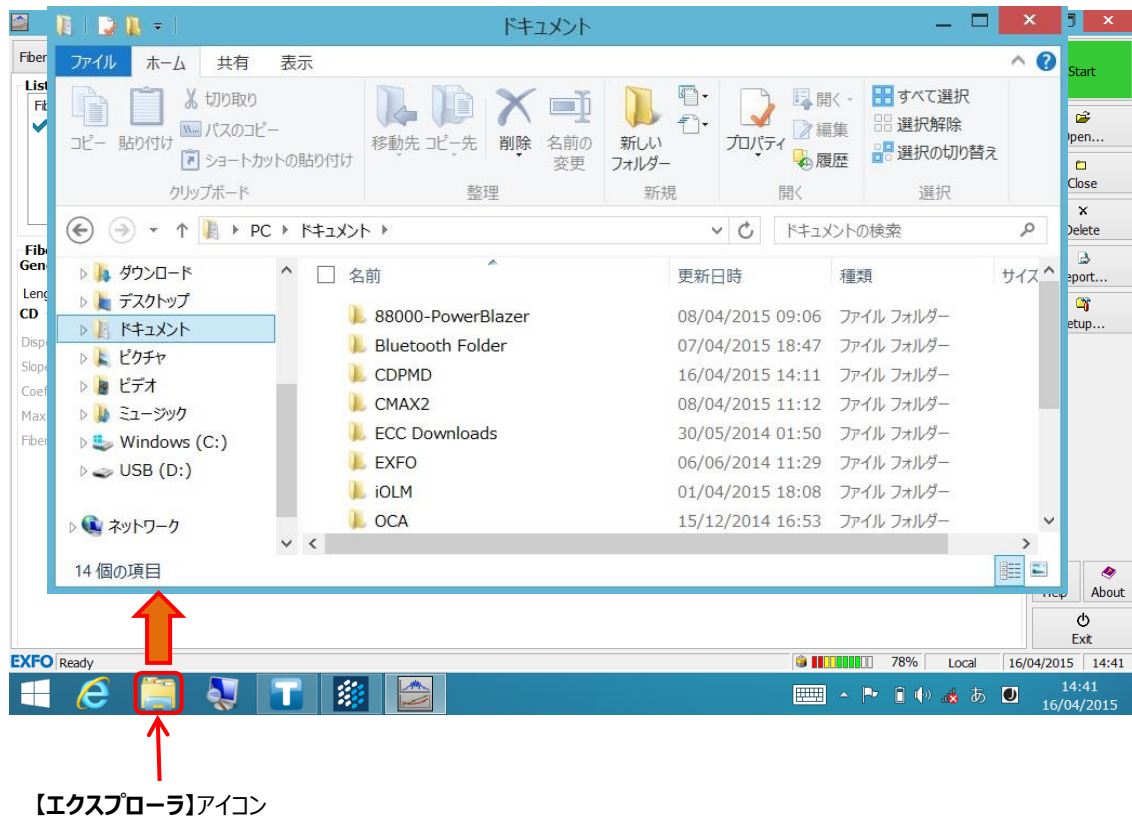 ドキュメント
ファイル ホーム 共有 表示
コピー 貼り付け 切り取り パスのコピー ショートカットの貼り付け
クリップボード
移動先 コピー先 削除 名前の変更
整理
新しいフォルダー
新規
プロパティ 開く 編集 履歴
開く
すべて選択 選択解除 選択の切り替え
選択
PC ドキュメント
ドキュメントの検索
ダウンロード
デスクトップ
ドキュメント
ピクチャ
ビデオ
ミュージック
Windows (C:)
USB (D:)
ネットワーク
名前 更新日時 種類 サイズ
88000-PowerBlazer 08/04/2015 09:06 ファイル フォルダー
Bluetooth Folder 07/04/2015 18:47 ファイル フォルダー
CDPMD 16/04/2015 14:11 ファイル フォルダー
CMAX2 08/04/2015 11:12 ファイル フォルダー
ECC Downloads 30/05/2014 01:50 ファイル フォルダー
EXFO 06/06/2014 11:29 ファイル フォルダー
iOLM 01/04/2015 18:08 ファイル フォルダー
OCA 15/12/2014 16:53 ファイル フォルダー
14 個の項目
Fiber
List
Fib
Fibe
Gen
Leng
CD
Disp
Slope
Coef
Max
Fiber
Start
Open...
Close
Delete
eport...
etup...
Help About
Exit
EXFO Ready 78% Local 16/04/2015 14:41
あ 14:41
16/04/2015
【エクスプローラ】アイコン